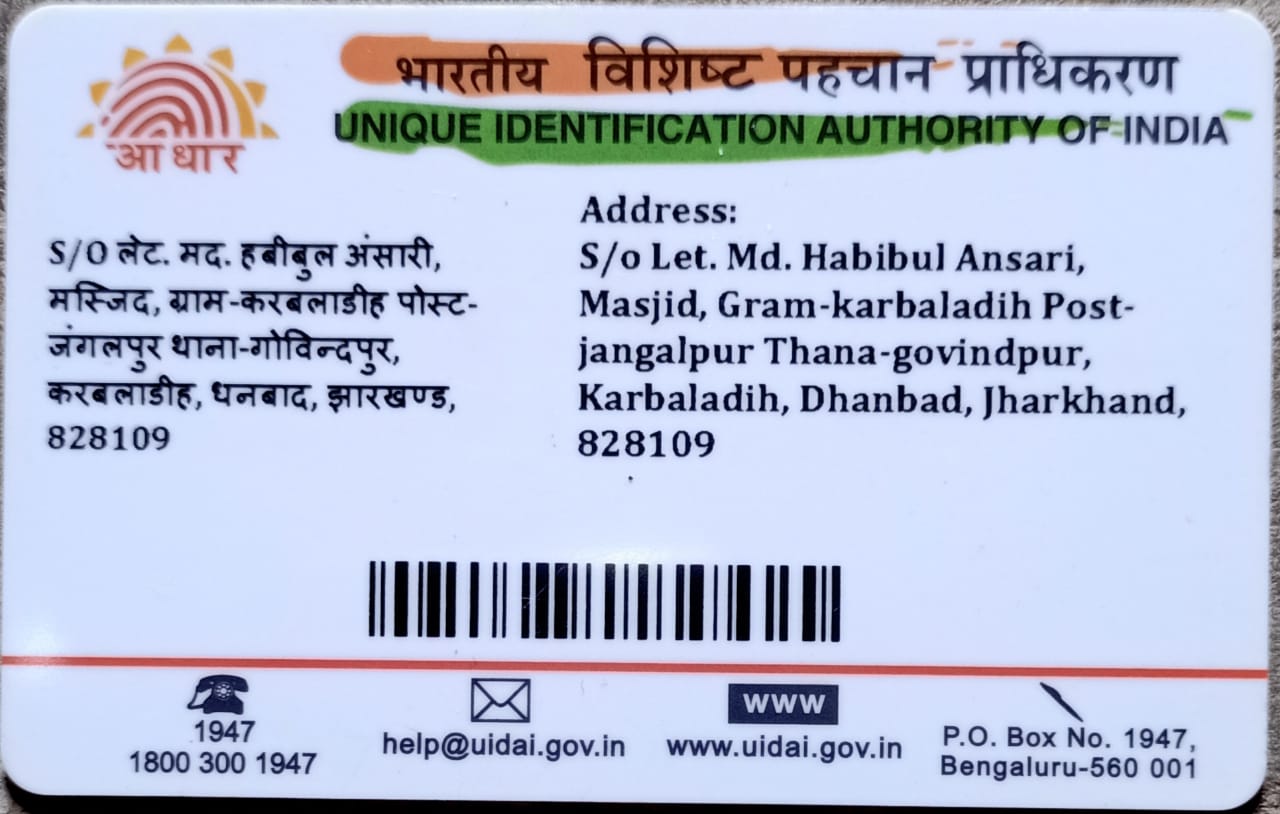 भारतीय विशिष्ट पहचान प्राधिकरण
UNIQUE IDENTIFICATION AUTHORITY OF INDIA
आधार
S/O लेट. मद. हबीबुल अंसारी,
मस्जिद, ग्राम-करबलाडीह पोस्ट-
जंगलपुर थाना-गोविन्दपुर,
करबलाडीह, धनबाद, झारखण्ड,
828109
Address:
S/o Let. Md. Habibul Ansari,
Masjid, Gram-karbaladih Post-
jangalpur Thana-govindpur,
Karbaladih, Dhanbad, Jharkhand,
828109
1947
1800 300 1947
help@uidai.gov.in
www
www.uidai.gov.in
P.O. Box No. 1947,
Bengaluru-560 001